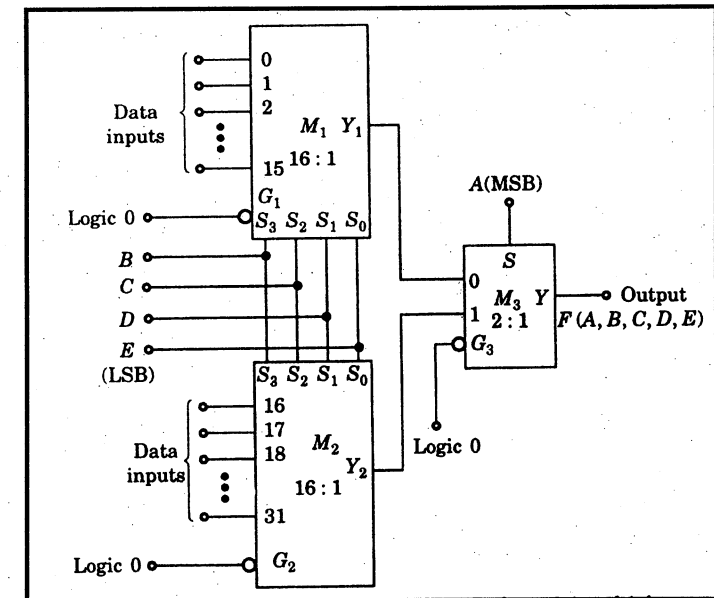 0
1
2
Data
inputs
M₁ Y₁
16 : 1
15
G₁
Logic 0
S₃ S₂ S₁ S₀
B
C
D
E
(LSB)
S₃ S₂ S₁ S₀
16
17
18
Data
inputs
M₂
Y₂
16 : 1
31
Logic 0
G₂
A(MSB)
S
0
M₃ Y
1
2 : 1
G₃
Output
F(A, B, C, D, E)
Logic 0